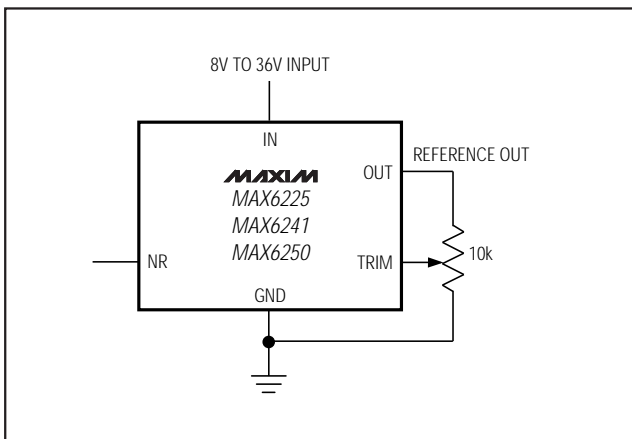 8V TO 36V INPUT
IN
REFERENCE OUT
OUT
MAXIM
MAX6225
MAX6241
MAX6250
10k
NR
TRIM
GND